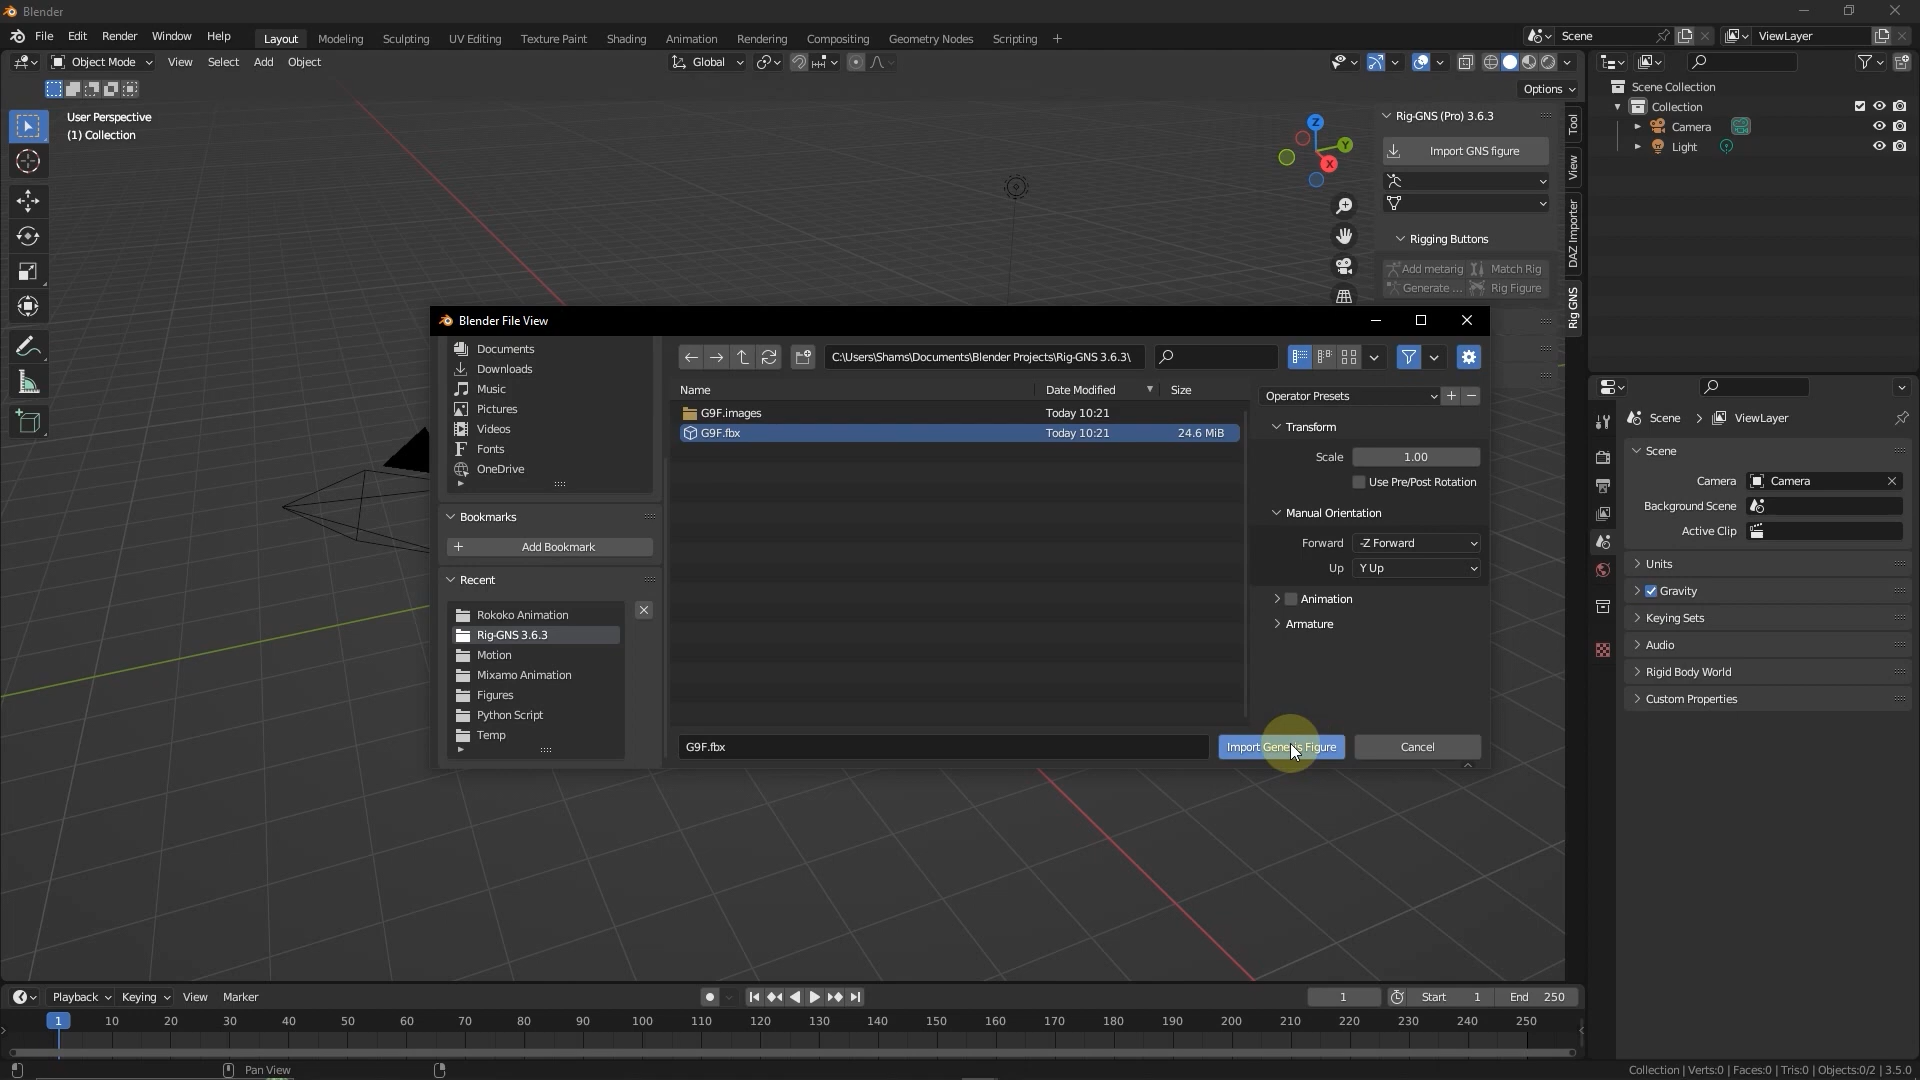 Blender
File Edit Render Window Help
Layout Modeling Sculpting UV Editing Texture Paint Shading Animation Rendering Compositing Geometry Nodes Scripting +
Scene
ViewLayer
Object Mode View Select Add Object
Global
Options
User Perspective
(1) Collection
Z
Y
X
Rig-GNS (Pro) 3.6.3
Import GNS figure
Rigging Buttons
Add metarig Match Rig
Generate ... Rig Figure
Tool
View
DAZ Importer
Rig GNS
Scene Collection
Collection
Camera
Light
Blender File View
Documents
Downloads
Music
Pictures
Videos
Fonts
OneDrive
Bookmarks
Add Bookmark
Recent
Rokoko Animation
Rig-GNS 3.6.3
Motion
Mixamo Animation
Figures
Python Script
Temp
C:\Users\Shams\Documents\Blender Projects\Rig-GNS 3.6.3\
Name Date Modified Size
G9F.images Today 10:21
G9F.fbx Today 10:21 24.6 MiB
Operator Presets
Transform
Scale 1.00
Use Pre/Post Rotation
Manual Orientation
Forward -Z Forward
Up Y Up
Animation
Armature
G9F.fbx
Import Genesis Figure Cancel
Scene > ViewLayer
Scene
Camera Camera
Background Scene
Active Clip
Units
Gravity
Keying Sets
Audio
Rigid Body World
Custom Properties
Playback Keying View Marker
1 Start 1 End 250
1 10 20 30 40 50 60 70 80 90 100 110 120 130 140 150 160 170 180 190 200 210 220 230 240 250
Pan View
Collection | Verts:0 | Faces:0 | Tris:0 | Objects:0/2 | 3.5.0